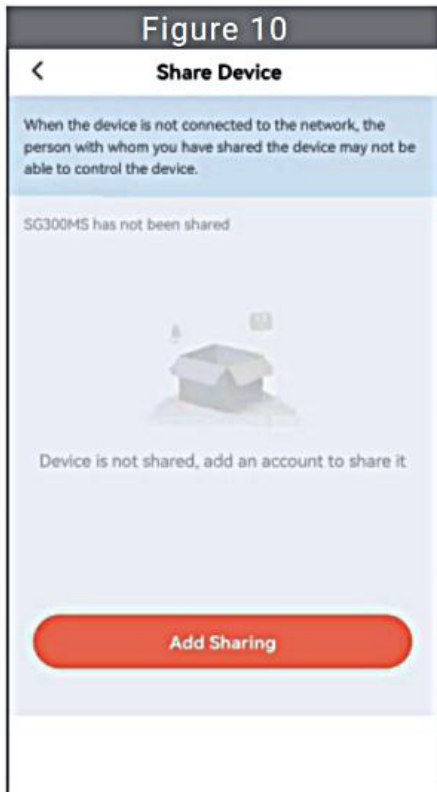 Figure 10
Share Device
When the device is not connected to the network, the
person with whom you have shared the device may not be
able to control the device.
SG300MS has not been shared
Device is not shared, add an account to share it
Add Sharing